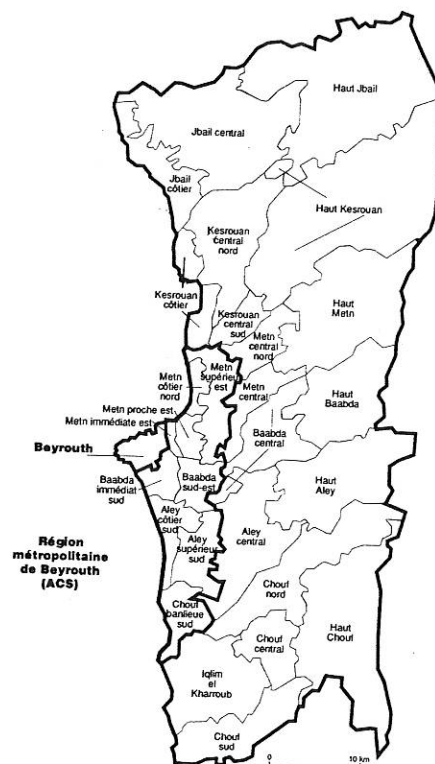 Haut Jbail
Jbail central
Jbail
côtier
Haut Kesrouan
Kesrouan
central
nord
Kesrouan
côtier
Kesrouan
central
sud
Haut
Metn
Metn
central
nord
Metn
côtier
nord
Metn
supérieur
est
Metn
central
Haut
Baabda
Metn proche est
Metn immédiate est
Beyrouth
Baabda
central
Baabda
immédiat
sud
Baabda
sud-est
Haut
Aley
Aley
côtier
sud
Aley
supérieur
sud
Aley
central
Région
métropolitaine
de Beyrouth
(ACS)
Chouf
nord
Chouf
banlieue
sud
Chouf
central
Haut
Chouf
Iqlim
el
Kharroub
Chouf
sud
0
10 km